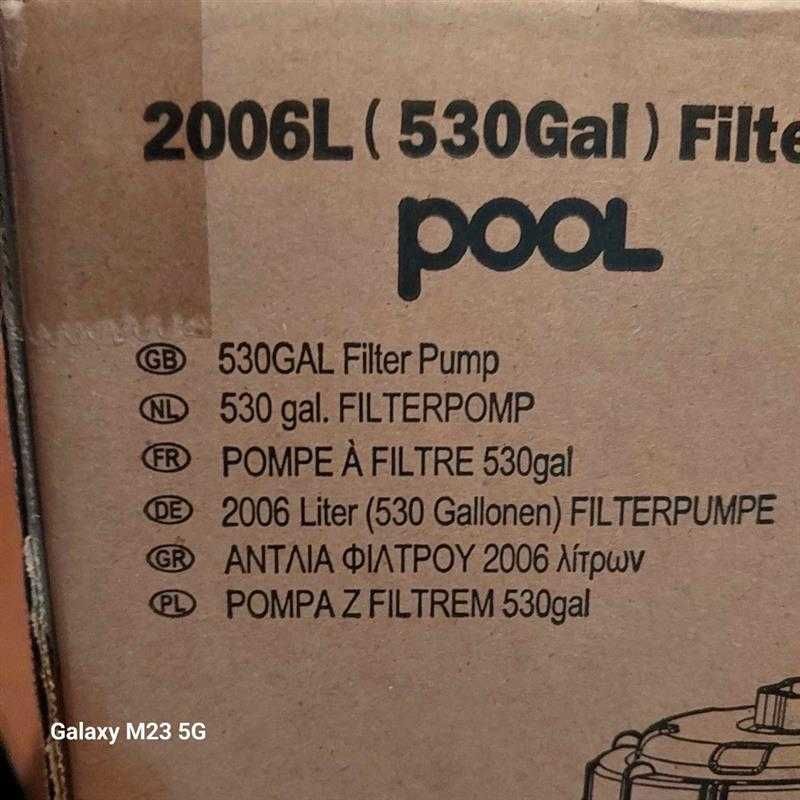 2006L ( 530Gal ) Filte
pool
GB 530GAL Filter Pump
NL 530 gal. FILTERPOMP
FR POMPE À FILTRE 530gal
DE 2006 Liter (530 Gallonen) FILTERPUMPE
GR ΑΝΤΛΙΑ ΦΙΛΤΡΟΥ 2006 λίτρων
PL POMPA Z FILTREM 530gal
Galaxy M23 5G